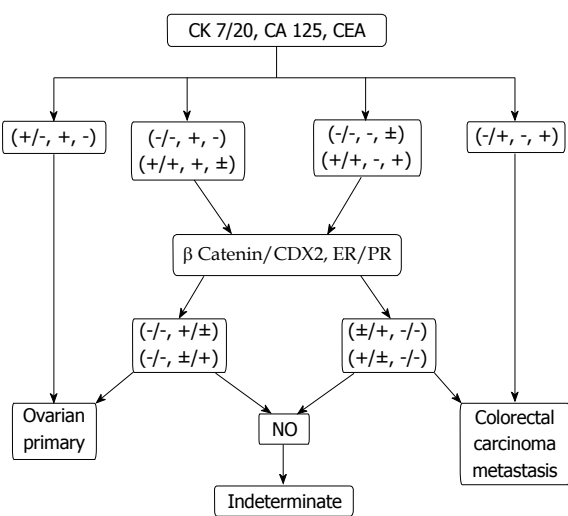 CK 7/20, CA 125, CEA
(+/-, +, -)
(-/-, +, -)
(+/+, +, ±)
(-/-, -, ±)
(+/+, -, +)
(-/+, -, +)
β Catenin/CDX2, ER/PR
(-/-, +/±)
(-/-, ±/+)
(±/+, -/-)
(+/±, -/-)
Ovarian
primary
NO
Colorectal
carcinoma
metastasis
Indeterminate